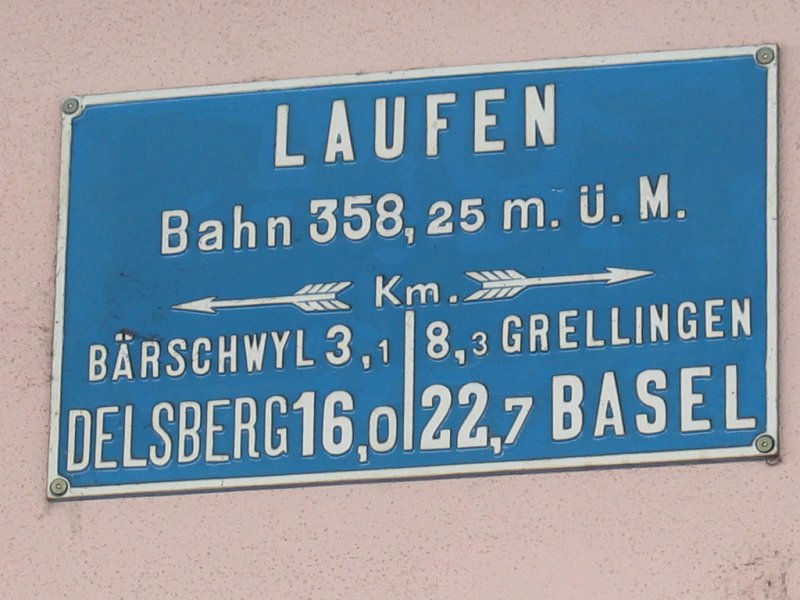 LAUFEN
Bahn 358,25 m. ü. M.
Km.
BÄRSCHWYL 3,1 8,3 GRELLINGEN
DELSBERG 16,0 22,7 BASEL